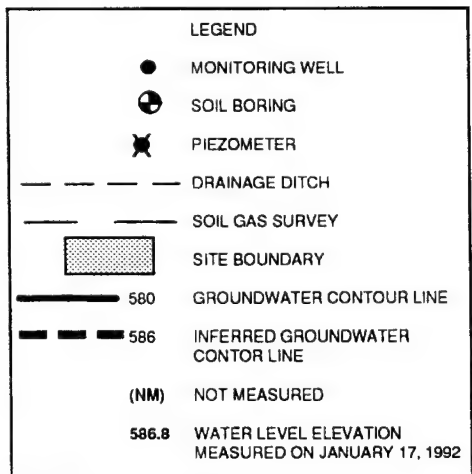 LEGEND
MONITORING WELL
SOIL BORING
PIEZOMETER
DRAINAGE DITCH
SOIL GAS SURVEY
SITE BOUNDARY
580 GROUNDWATER CONTOUR LINE
586 INFERRED GROUNDWATER
CONTOR LINE
(NM) NOT MEASURED
586.8 WATER LEVEL ELEVATION
MEASURED ON JANUARY 17, 1992